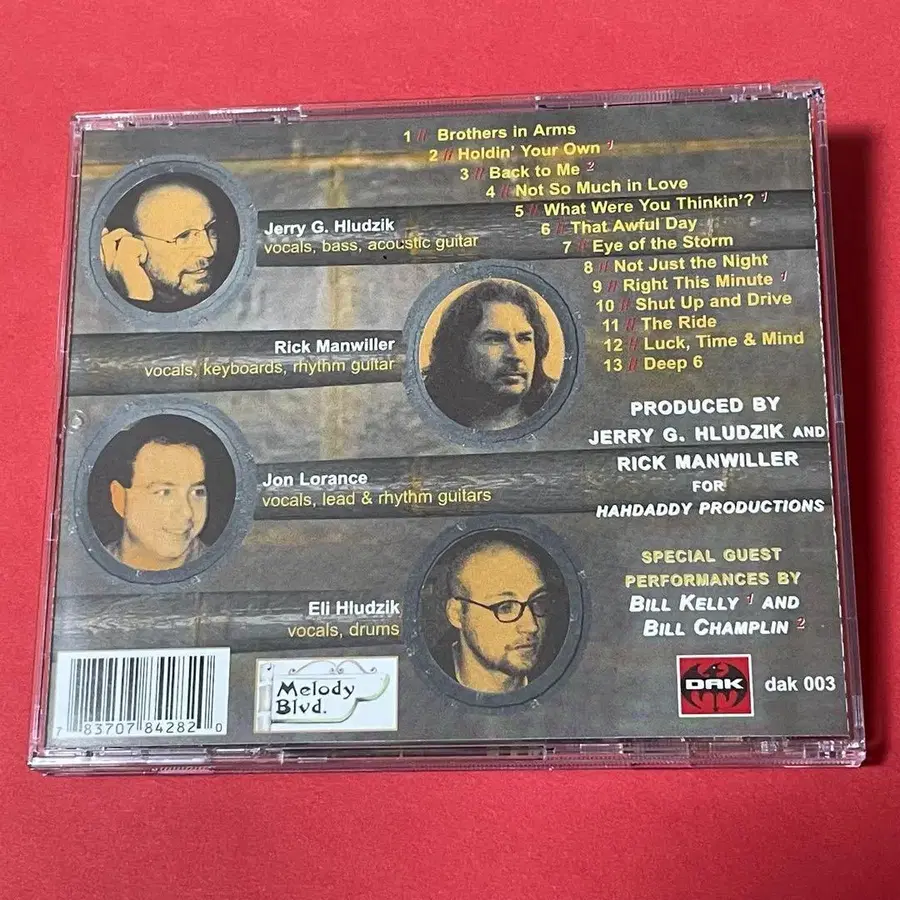 1 // Brothers in Arms
2 // Holdin' Your Own 1
3 // Back to Me 2
4 // Not So Much in Love
5 // What Were You Thinkin'? 1
6 // That Awful Day
7 // Eye of the Storm
8 // Not Just the Night
9 // Right This Minute 1
10 // Shut Up and Drive
11 // The Ride
12 // Luck, Time & Mind
13 // Deep 6
Jerry G. Hludzik
vocals, bass, acoustic guitar
Rick Manwiller
vocals, keyboards, rhythm guitar
Jon Lorance
vocals, lead & rhythm guitars
Eli Hludzik
vocals, drums
PRODUCED BY
JERRY G. HLUDZIK AND
RICK MANWILLER
FOR
HAHDADDY PRODUCTIONS
SPECIAL GUEST
PERFORMANCES BY
BILL KELLY 1 AND
BILL CHAMPLIN 2
7 83707 84282 0
Melody
Blvd.
DAK
dak 003